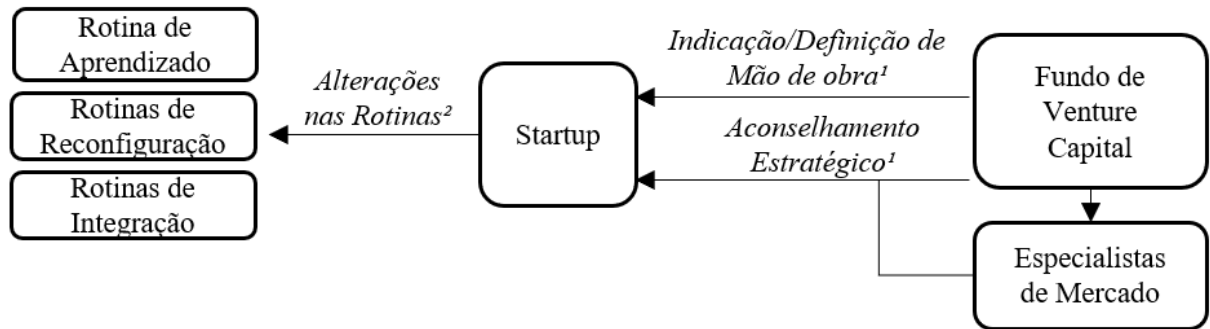 Rotina de
Aprendizado
Rotinas de
Reconfiguração
Rotinas de
Integração
Alterações
nas Rotinas²
Startup
Indicação/Definição de
Mão de obra¹
Aconselhamento
Estratégico¹
Fundo de
Venture
Capital
Especialistas
de Mercado